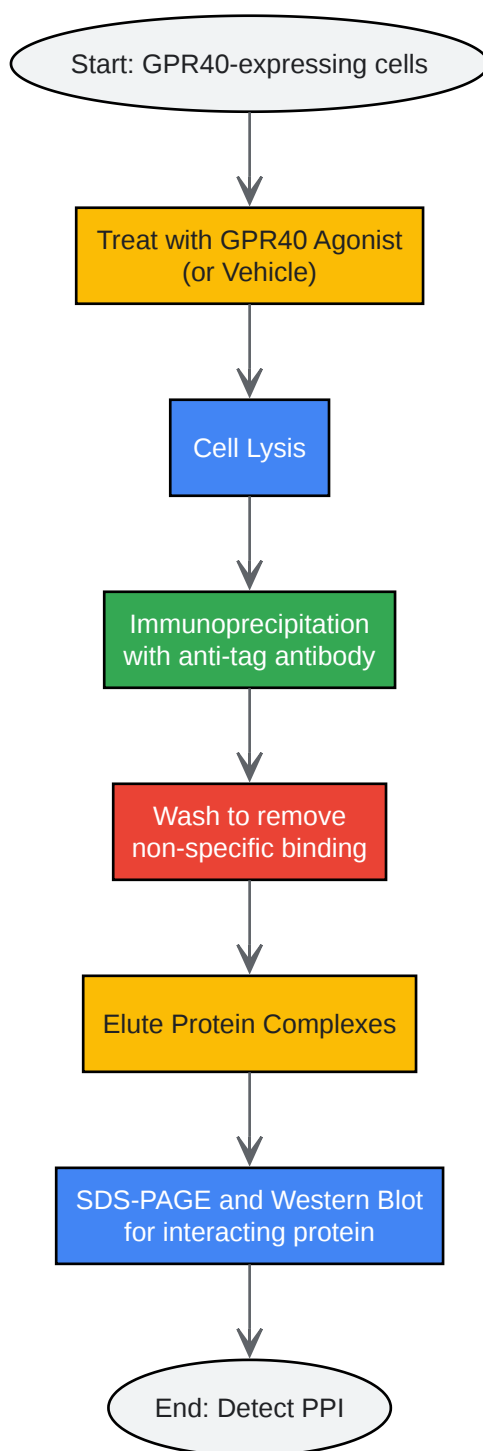 Start: GPR40-expressing cells
Treat with GPR40 Agonist
(or Vehicle)
Cell Lysis
Immunoprecipitation
with anti-tag antibody
Wash to remove
non-specific binding
Elute Protein Complexes
SDS-PAGE and Western Blot
for interacting protein
End: Detect PPI